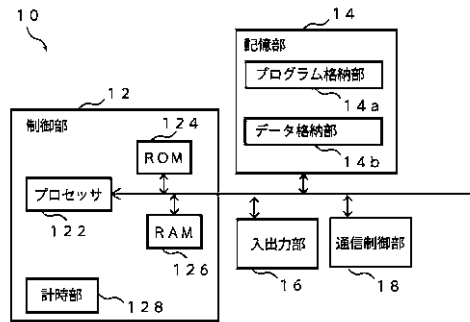 10
14
記憶部
プログラム格納部
14a
データ格納部
14b
12
制御部
124
ROM
プロセッサ
122
RAM
126
計時部
128
入出力部
16
通信制御部
18